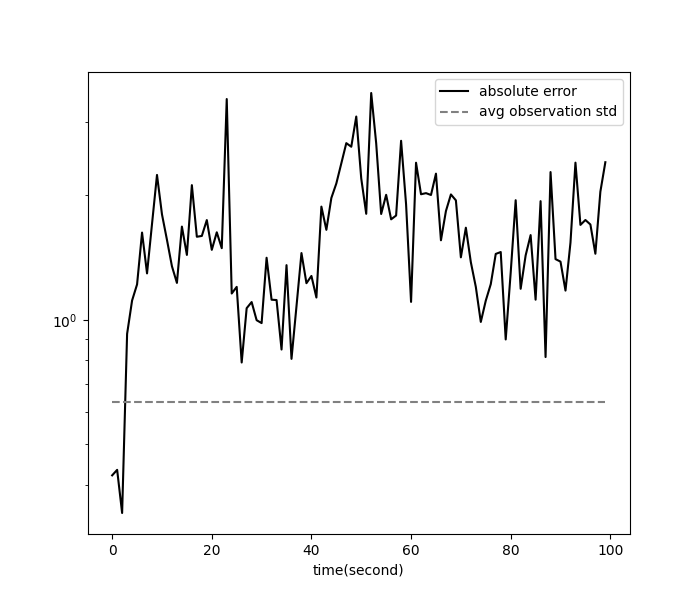 absolute error
avg observation std
10⁰
0
20
40
60
80
100
time(second)